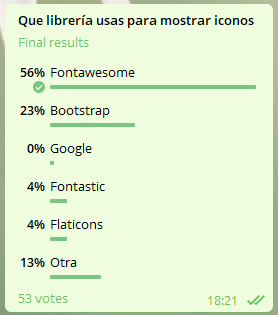 Que librería usas para mostrar iconos
Final results
56% Fontawesome
23% Bootstrap
0% Google
4% Fontastic
4% Flaticons
13% Otra
53 votes
18:21